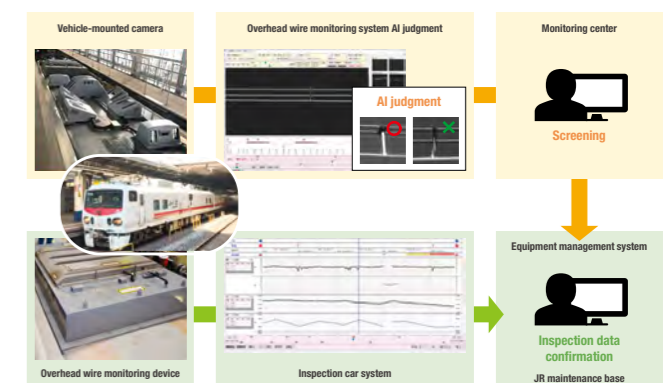 Vehicle-mounted camera
Overhead wire monitoring system AI judgment
Monitoring center
AI judgment
Screening
Equipment management system
Inspection data
confirmation
Overhead wire monitoring device
Inspection car system
JR maintenance base